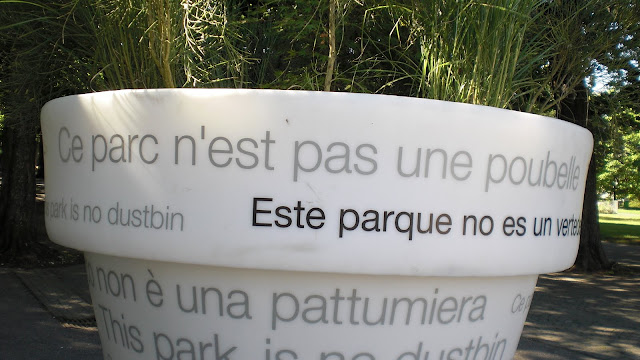 Ce parc n'est pas une poubelle
park is no dustbin Este parque no es un
non è una pattumiera Ce
This park is no dustbin